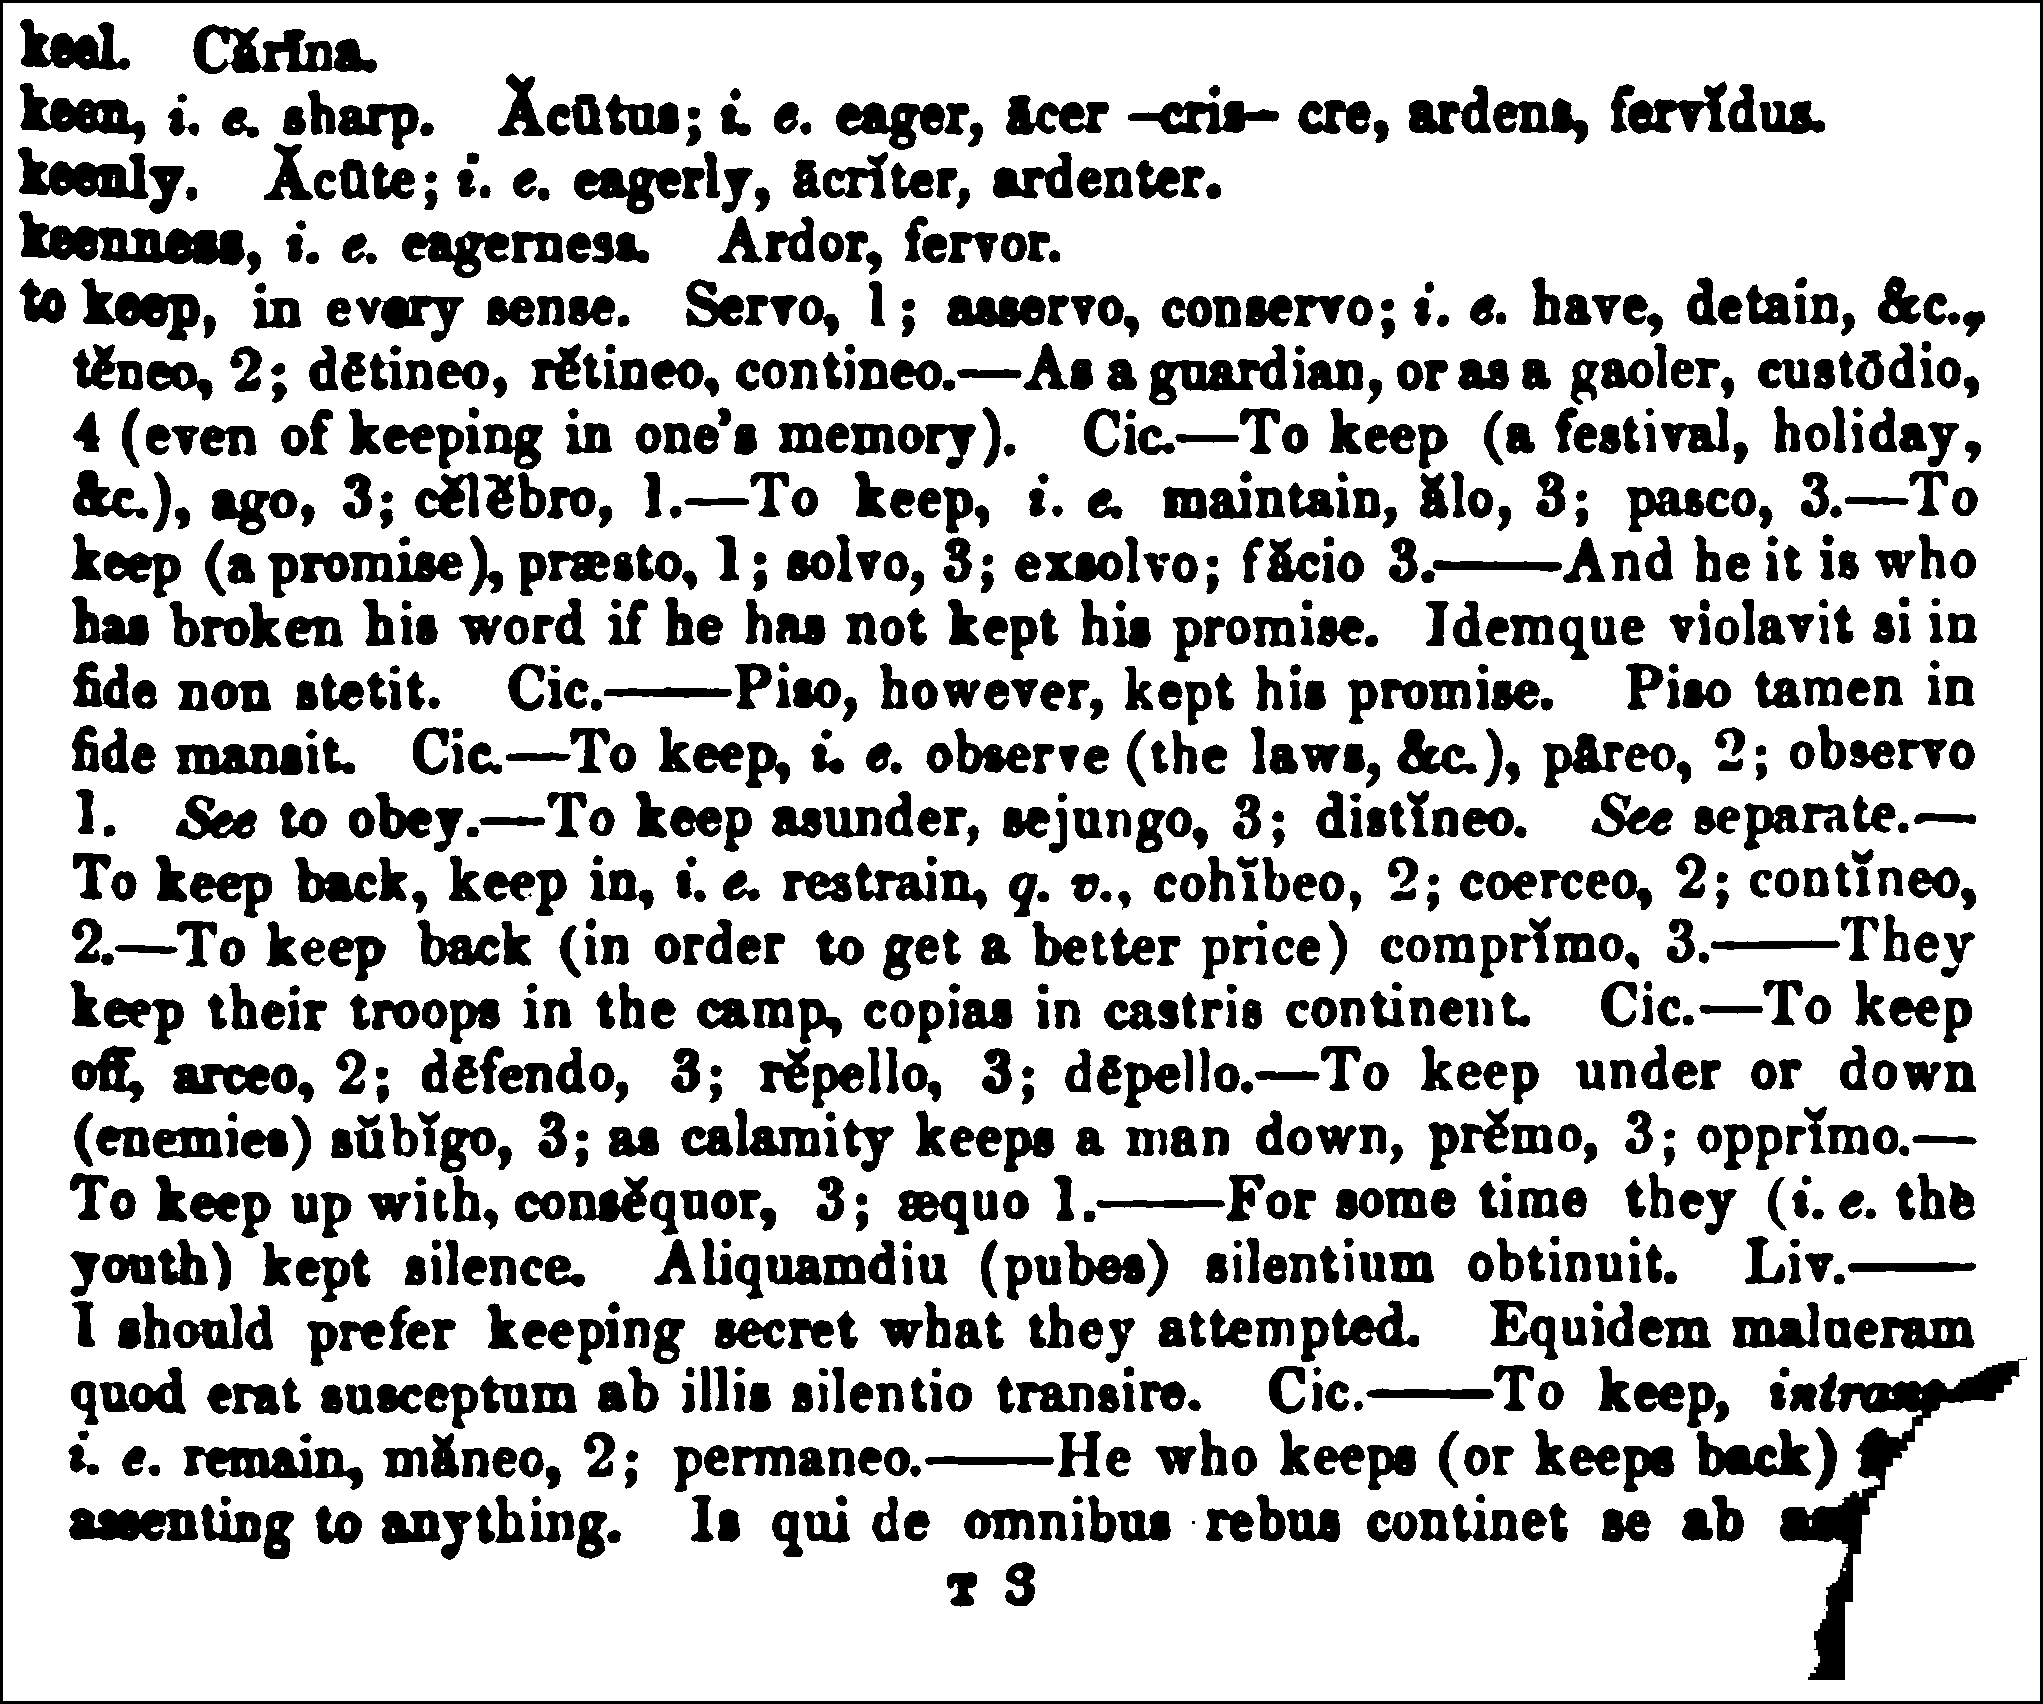 keel. Cărīna.
keen, i. e. sharp. Ăcūtus; i. e. eager, ācer –cris– cre, ardens, fervĭdus.
keenly. Ăcūte; i. e. eagerly, ācrĭter, ardenter.
keenness, i. e. eagerness. Ardor, fervor.
to keep, in every sense. Servo, 1; asservo, conservo; i. e. have, detain, &c.,
tĕneo, 2; dētineo, rĕtineo, contineo.—As a guardian, or as a gaoler, custōdio,
4 (even of keeping in one's memory). Cic.—To keep (a festival, holiday,
&c.), ago, 3; cĕlĕbro, 1.—To keep, i. e. maintain, ălo, 3; pasco, 3.—To
keep (a promise), præsto, 1; solvo, 3; exsolvo; făcio 3.——And he it is who
has broken his word if he has not kept his promise. Idemque violavit si in
fide non stetit. Cic.——Piso, however, kept his promise. Piso tamen in
fide mansit. Cic.—To keep, i. e. observe (the laws, &c.), pāreo, 2; observo
1. See to obey.—To keep asunder, sejungo, 3; distĭneo. See separate.—
To keep back, keep in, i. e. restrain, q. v., cohĭbeo, 2; coerceo, 2; contĭneo,
2.—To keep back (in order to get a better price) comprĭmo, 3.——They
keep their troops in the camp, copias in castris continent. Cic.—To keep
off, arceo, 2; dēfendo, 3; rĕpello, 3; dēpello.—To keep under or down
(enemies) sŭbĭgo, 3; as calamity keeps a man down, prĕmo, 3; opprĭmo.—
To keep up with, consĕquor, 3; æquo 1.——For some time they (i. e. the
youth) kept silence. Aliquamdiu (pubes) silentium obtinuit. Liv.——
I should prefer keeping secret what they attempted. Equidem malueram
quod erat susceptum ab illis silentio transire. Cic.——To keep, intrans
i. e. remain, măneo, 2; permaneo.——He who keeps (or keeps back)
assenting to anything. Is qui de omnibus rebus continet se ab
T 3